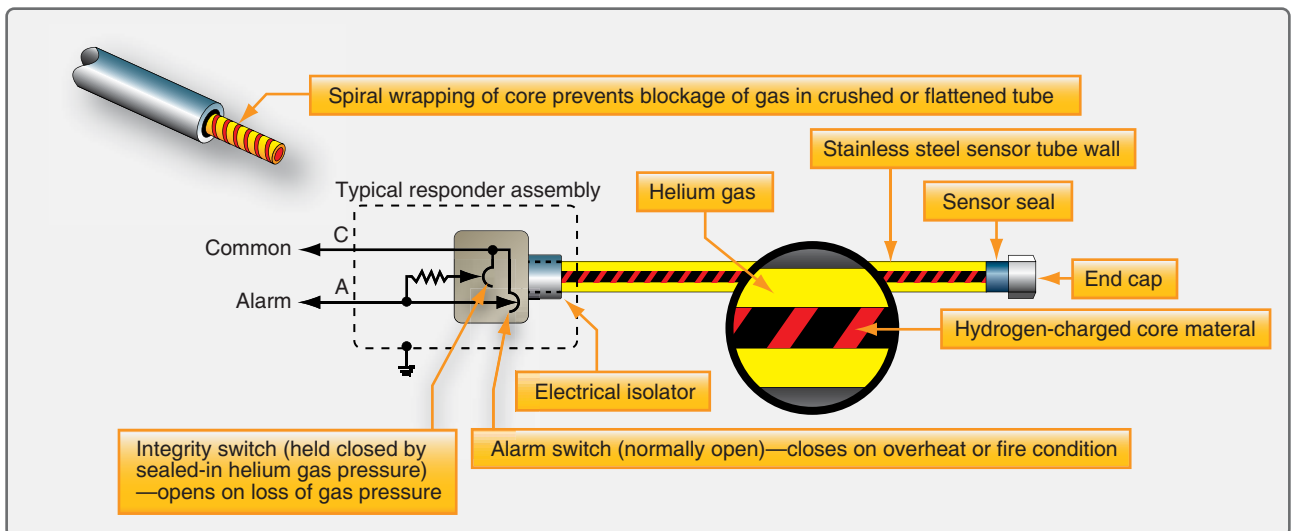 Spiral wrapping of core prevents blockage of gas in crushed or flattened tube
Stainless steel sensor tube wall
Typical responder assembly
Helium gas
Sensor seal
C
Common
A
Alarm
End cap
Hydrogen-charged core materal
Electrical isolator
Integrity switch (held closed by
sealed-in helium gas pressure)
—opens on loss of gas pressure
Alarm switch (normally open)—closes on overheat or fire condition